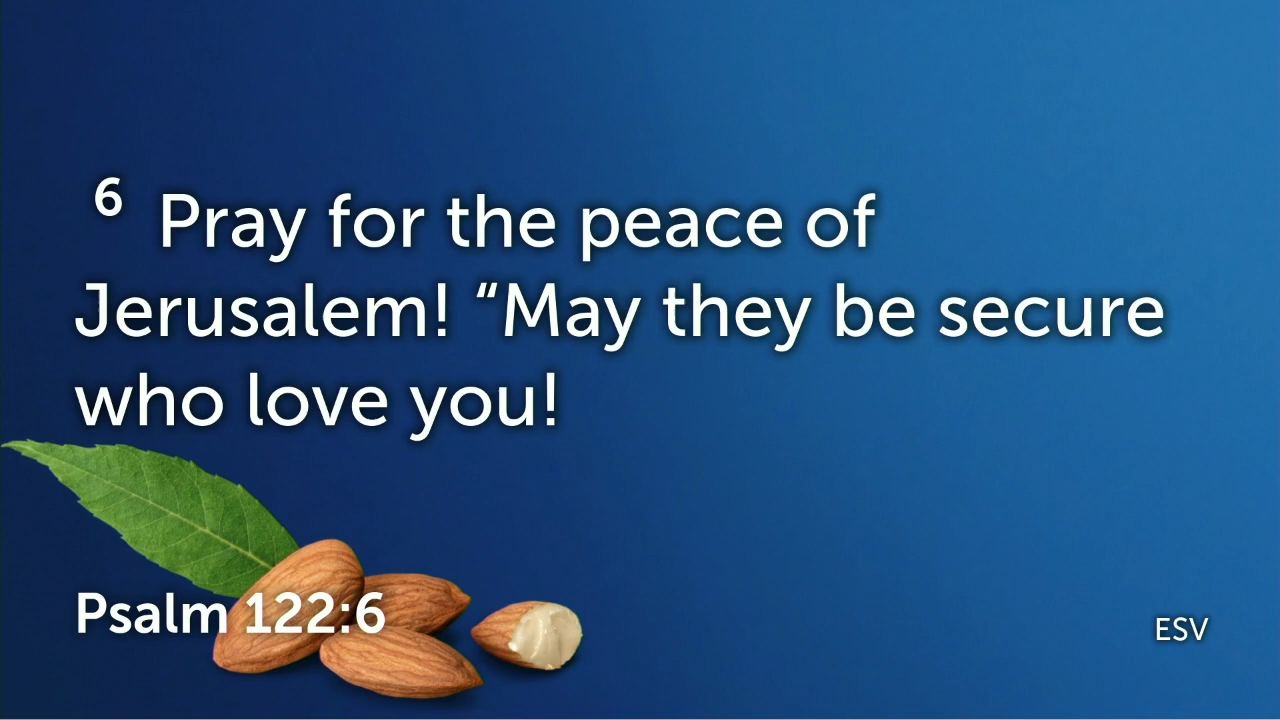 6 Pray for the peace of
Jerusalem! “May they be secure
who love you!
Psalm 122:6
ESV